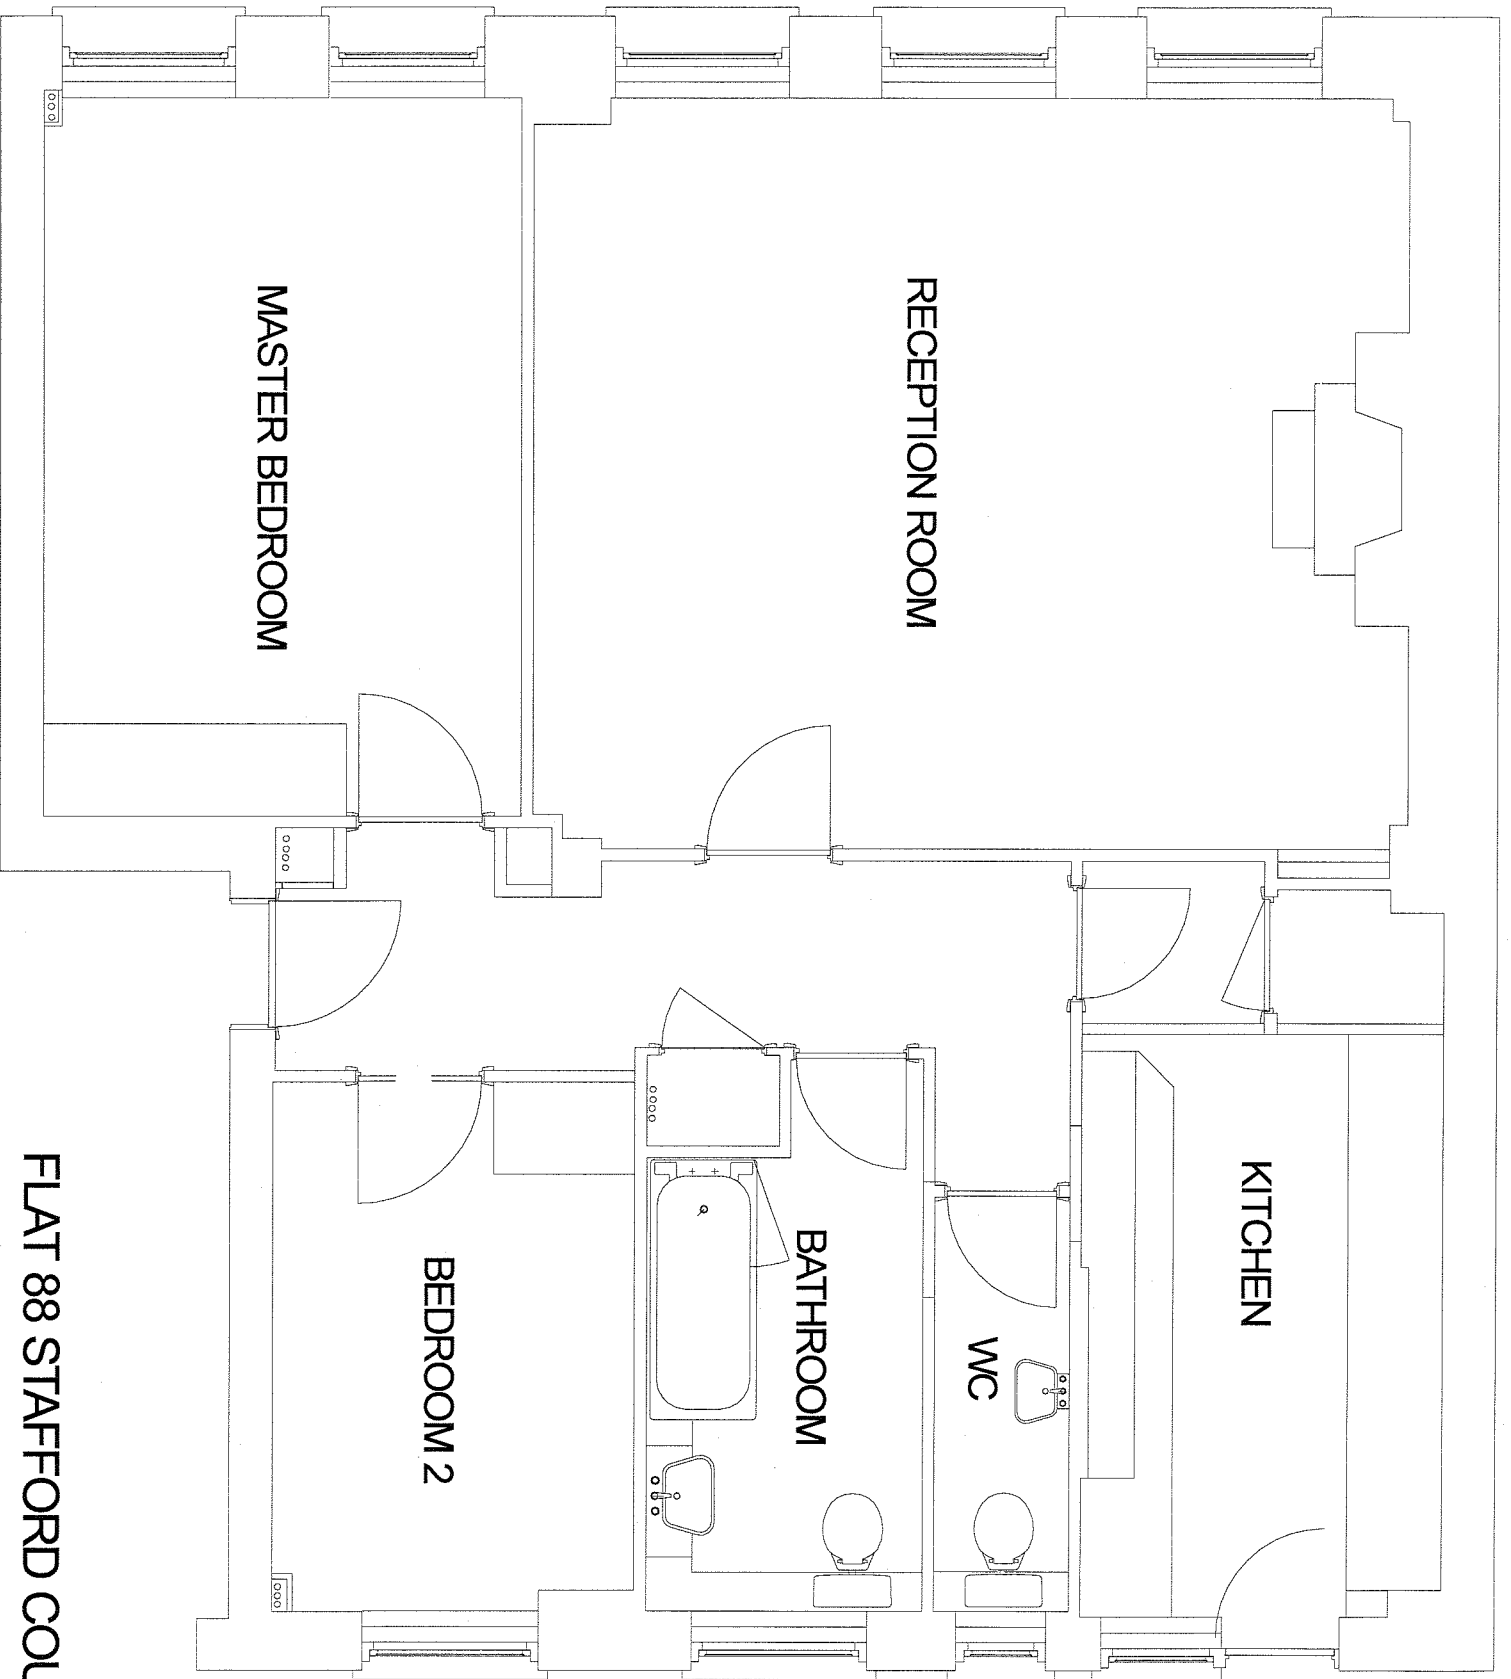 RECEPTION ROOM
MASTER BEDROOM
KITCHEN
WC
BATHROOM
BEDROOM 2
FLAT 88 STAFFORD COU